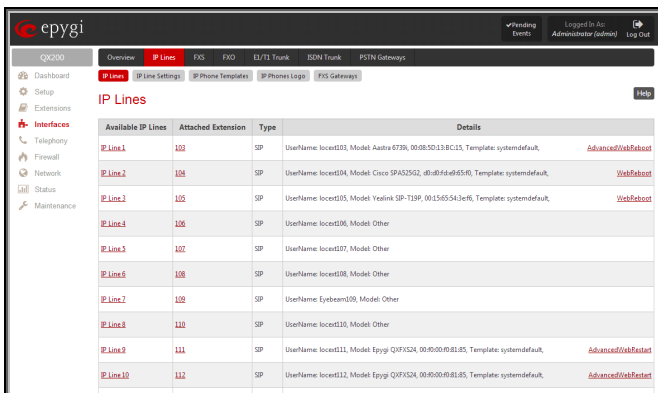 epygi
✔Pending Events
Logged In As: Administrator (admin)
Log Out
QX200
Overview IP Lines FXS FXO E1/T1 Trunk ISDN Trunk PSTN Gateways
Dashboard
Setup
Extensions
Interfaces
Telephony
Firewall
Network
Status
Maintenance
IP Lines IP Line Settings IP Phone Templates IP Phones Logo FXS Gateways
IP Lines
Help
Available IP Lines Attached Extension Type Details
IP Line 1 103 SIP UserName: locext103, Model: Aastra 6739i, 00:08:5D:13:BC:15, Template: systemdefault, AdvancedWebReboot
IP Line 2 104 SIP UserName: locext104, Model: Cisco SPA525G2, d0:d0:fd:e9:65:f0, Template: systemdefault, WebReboot
IP Line 3 105 SIP UserName: locext105, Model: Yealink SIP-T19P, 00:15:65:54:3e:f6, Template: systemdefault, WebReboot
IP Line 4 106 SIP UserName: locext106, Model: Other
IP Line 5 107 SIP UserName: locext107, Model: Other
IP Line 6 108 SIP UserName: locext108, Model: Other
IP Line 7 109 SIP UserName: Eyebeam109, Model: Other
IP Line 8 110 SIP UserName: locext110, Model: Other
IP Line 9 111 SIP UserName: locext111, Model: Epygi QXFXS24, 00:f0:00:f0:81:85, Template: systemdefault, AdvancedWebRestart
IP Line 10 112 SIP UserName: locext112, Model: Epygi QXFXS24, 00:f0:00:f0:81:85, Template: systemdefault, AdvancedWebRestart